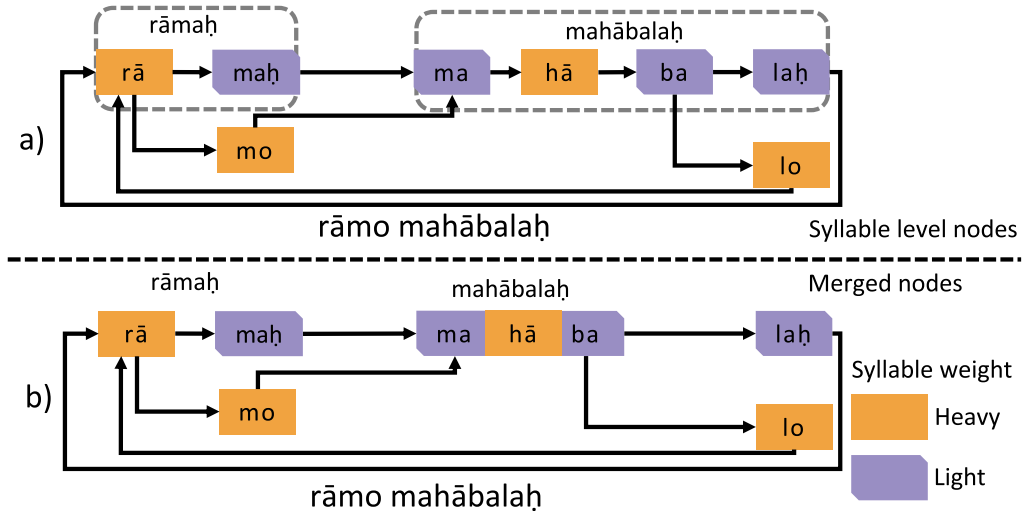 rāmaḥ
mahābalaḥ
rā maḥ ma hā ba laḥ
a)
mo
lo
rāmo mahābalaḥ
Syllable level nodes
Merged nodes
rāmaḥ
mahābalaḥ
rā maḥ ma hā ba laḥ
Syllable weight
b)
mo
lo
Heavy
Light
rāmo mahābalaḥ